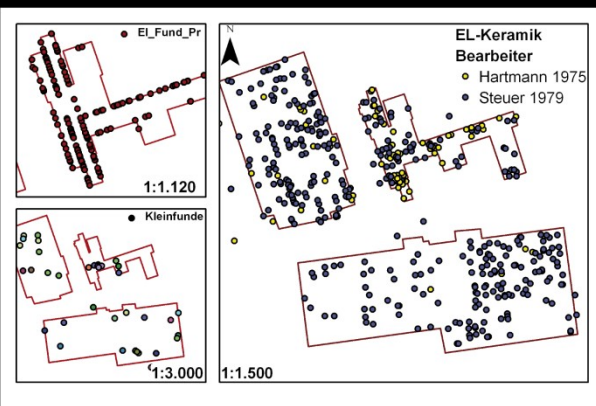 El_Fund_Pr
1:1.120
Kleinfunde
1:3.000
N
EL-Keramik
Bearbeiter
Hartmann 1975
Steuer 1979
1:1.500